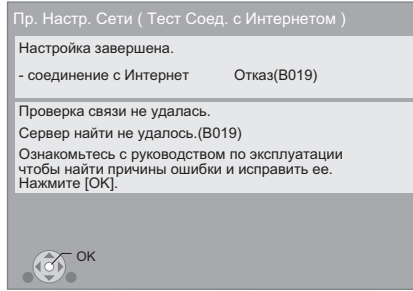 Пр. Настр. Сети ( Тест Соед. с Интернетом )
Настройка завершена.
- соединение с Интернет Отказ(B019)
Проверка связи не удалась.
Сервер найти не удалось.(B019)
Ознакомьтесь с руководством по эксплуатации
чтобы найти причины ошибки и исправить ее.
Нажмите [OK].
OK